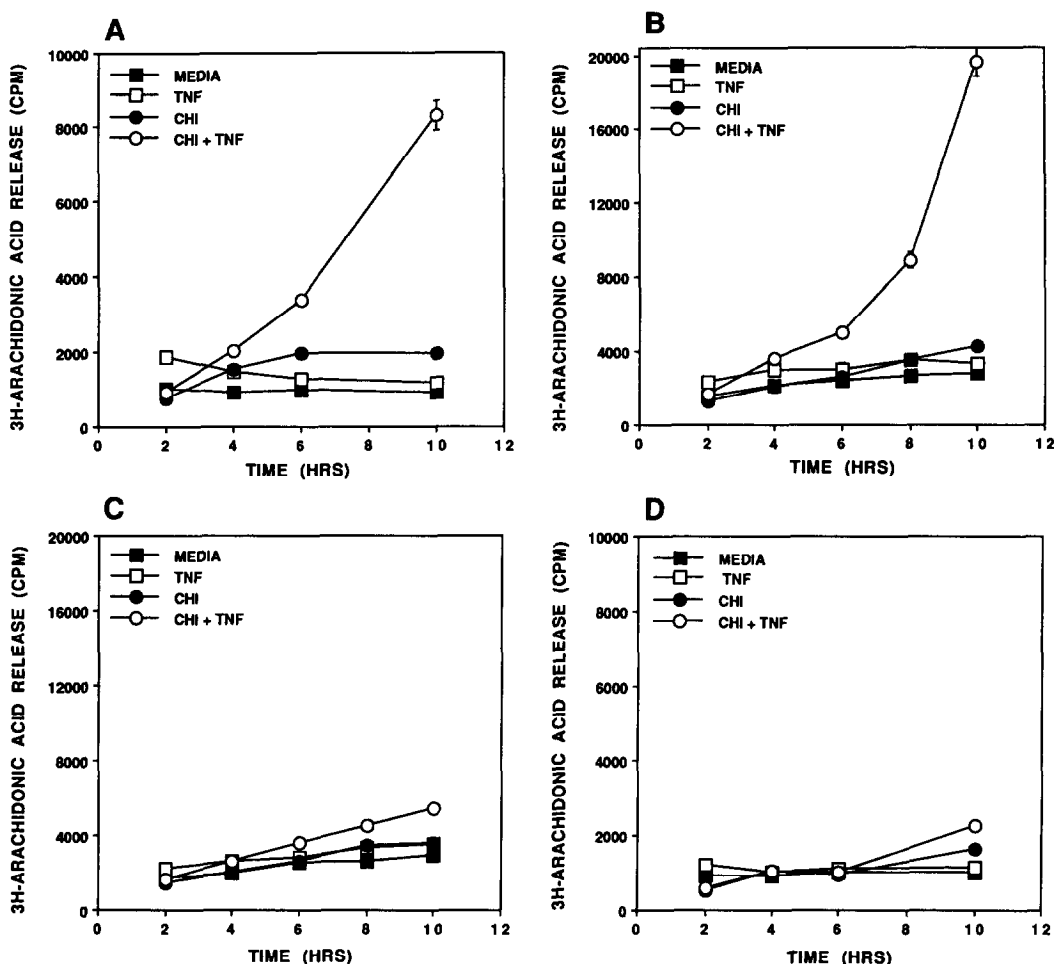 A
3H-ARACHIDONIC ACID RELEASE (CPM)
10000
8000
6000
4000
2000
0
MEDIA
TNF
CHI
CHI + TNF
0 2 4 6 8 10 12
TIME (HRS)
B
3H-ARACHIDONIC ACID RELEASE (CPM)
20000
16000
12000
8000
4000
0
MEDIA
TNF
CHI
CHI + TNF
0 2 4 6 8 10 12
TIME (HRS)
C
3H-ARACHIDONIC ACID RELEASE (CPM)
20000
16000
12000
8000
4000
0
MEDIA
TNF
CHI
CHI + TNF
0 2 4 6 8 10 12
TIME (HRS)
D
3H-ARACHIDONIC ACID RELEASE (CPM)
10000
8000
6000
4000
2000
0
MEDIA
TNF
CHI
CHI + TNF
0 2 4 6 8 10 12
TIME (HRS)